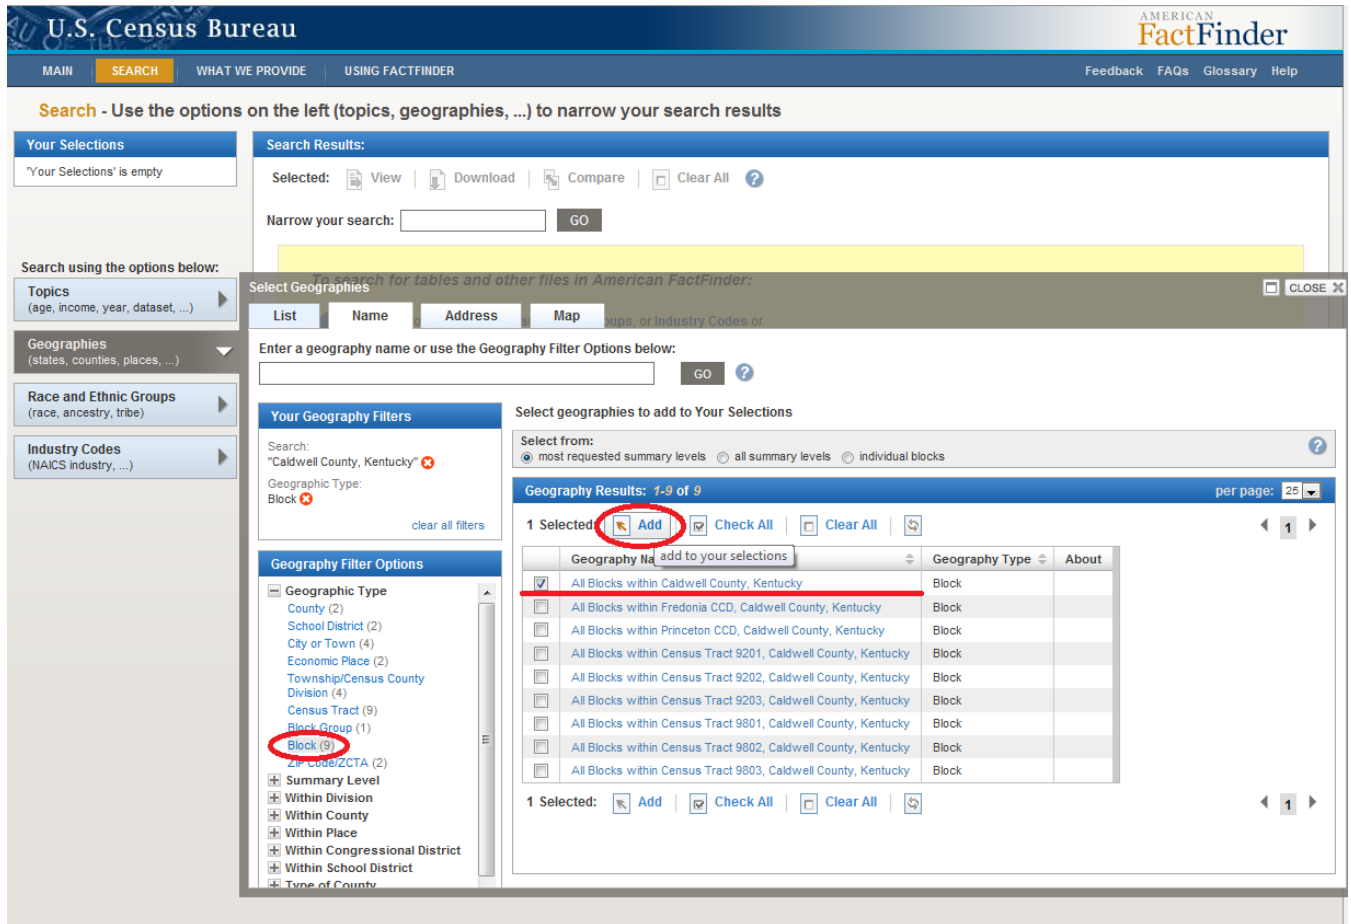 U.S. Census Bureau
AMERICAN
FactFinder
MAIN SEARCH WHAT WE PROVIDE USING FACTFINDER Feedback FAQs Glossary Help
Search - Use the options on the left (topics, geographies, ...) to narrow your search results
Your Selections
'Your Selections' is empty
Search Results:
Selected: View Download Compare Clear All ?
Narrow your search: GO
Search using the options below:
Topics
(age, income, year, dataset, ...)
Geographies
(states, counties, places, ...)
Race and Ethnic Groups
(race, ancestry, tribe)
Industry Codes
(NAICS industry, ...)
To search for tables and other files in American FactFinder:
Select Geographies CLOSE X
List Name Address Map
ups, or Industry Codes or
Enter a geography name or use the Geography Filter Options below:
GO ?
Your Geography Filters
Search:
"Caldwell County, Kentucky"
Geographic Type:
Block
clear all filters
Geography Filter Options
Geographic Type
County (2)
School District (2)
City or Town (4)
Economic Place (2)
Township/Census County
Division (4)
Census Tract (9)
Block Group (1)
Block (9)
ZIP Code/ZCTA (2)
Summary Level
Within Division
Within County
Within Place
Within Congressional District
Within School District
Type of County
Select geographies to add to Your Selections
Select from: ?
most requested summary levels all summary levels individual blocks
Geography Results: 1-9 of 9 per page: 25
1 Selected: Add Check All Clear All 1
add to your selections
Geography Na Geography Type About
All Blocks within Caldwell County, Kentucky Block
All Blocks within Fredonia CCD, Caldwell County, Kentucky Block
All Blocks within Princeton CCD, Caldwell County, Kentucky Block
All Blocks within Census Tract 9201, Caldwell County, Kentucky Block
All Blocks within Census Tract 9202, Caldwell County, Kentucky Block
All Blocks within Census Tract 9203, Caldwell County, Kentucky Block
All Blocks within Census Tract 9801, Caldwell County, Kentucky Block
All Blocks within Census Tract 9802, Caldwell County, Kentucky Block
All Blocks within Census Tract 9803, Caldwell County, Kentucky Block
1 Selected: Add Check All Clear All 1